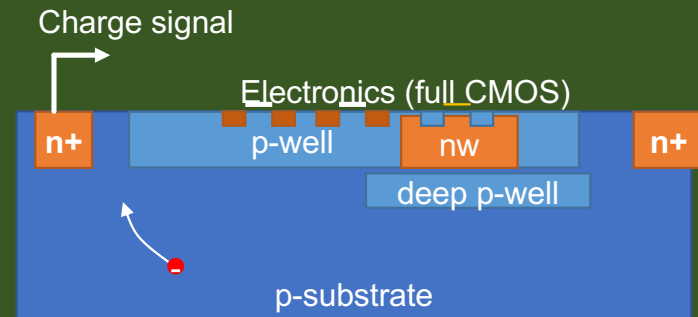 Charge signal
Electronics (full CMOS)
n+
p-well
nw
n+
deep p-well
-
p-substrate